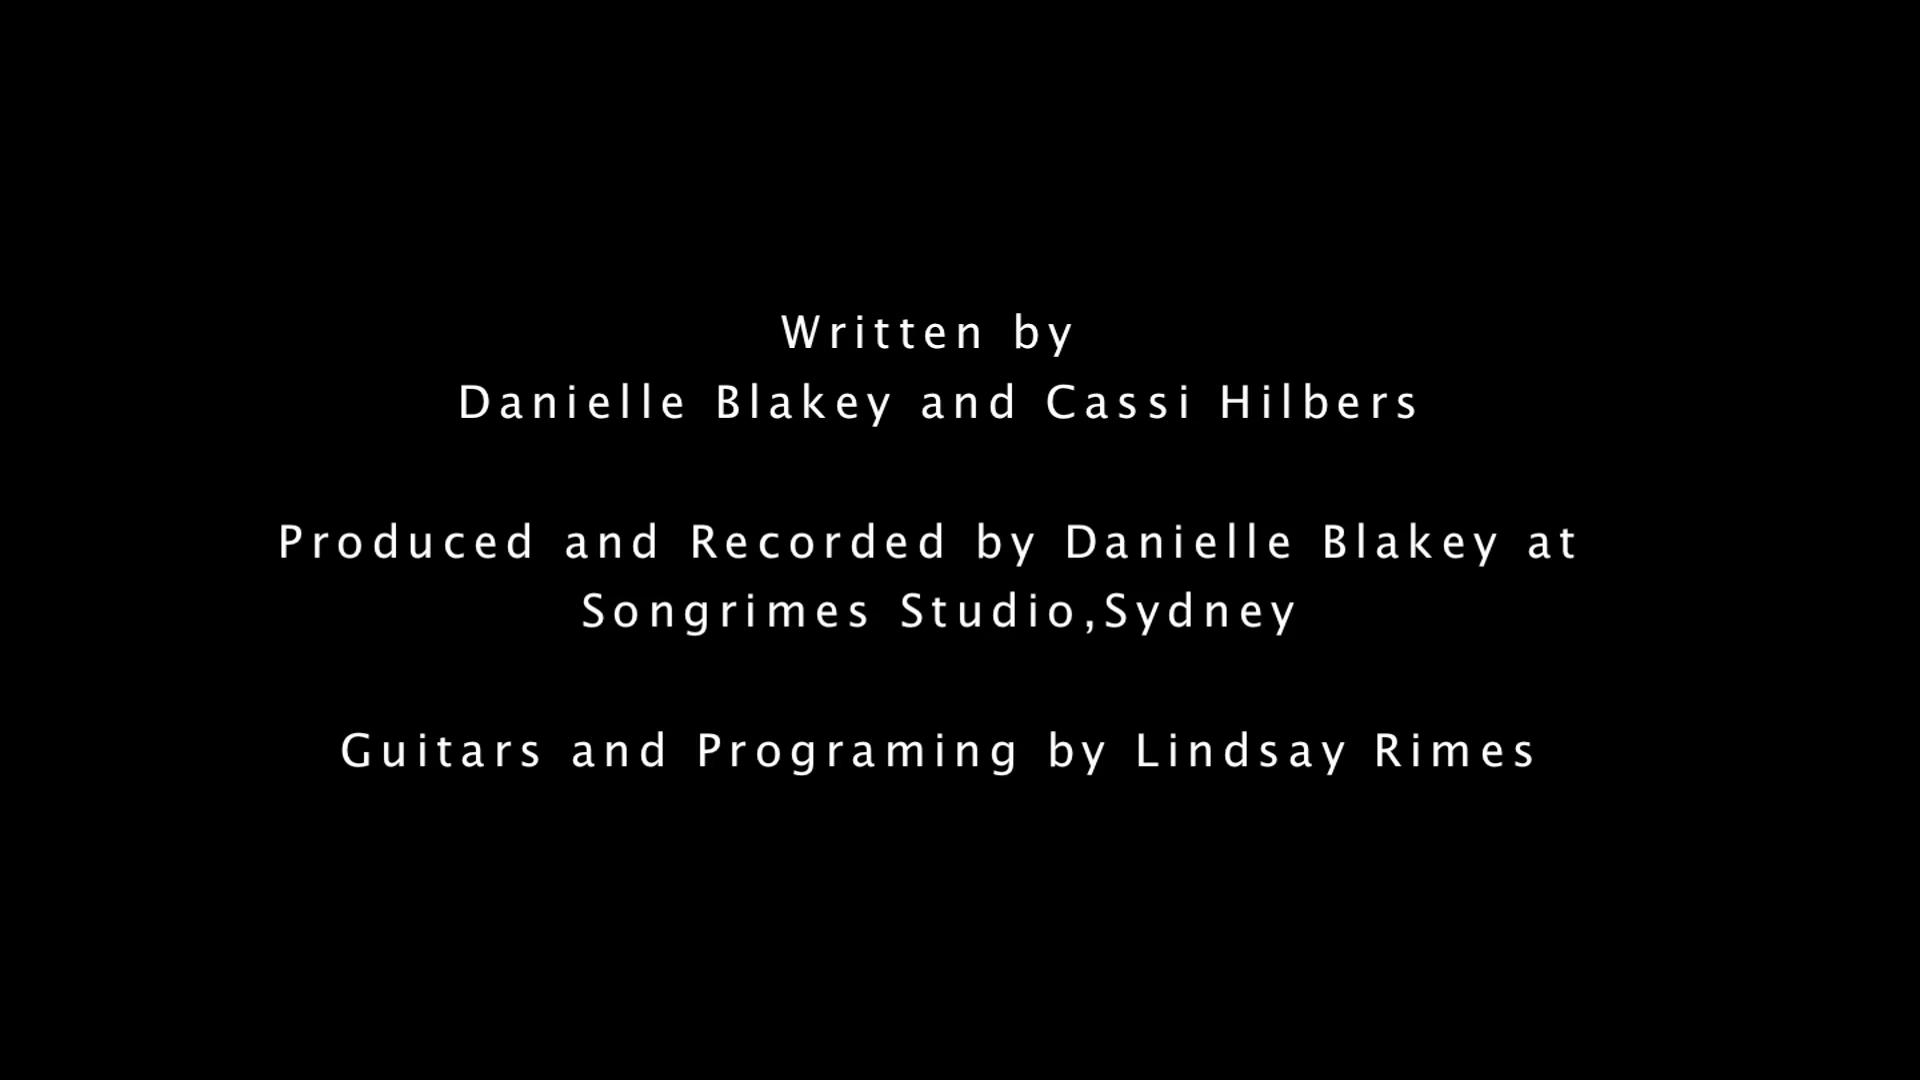 Written by
Danielle Blakey and Cassi Hilbers
Produced and Recorded by Danielle Blakey at
Songrimes Studio,Sydney
Guitars and Programing by Lindsay Rimes